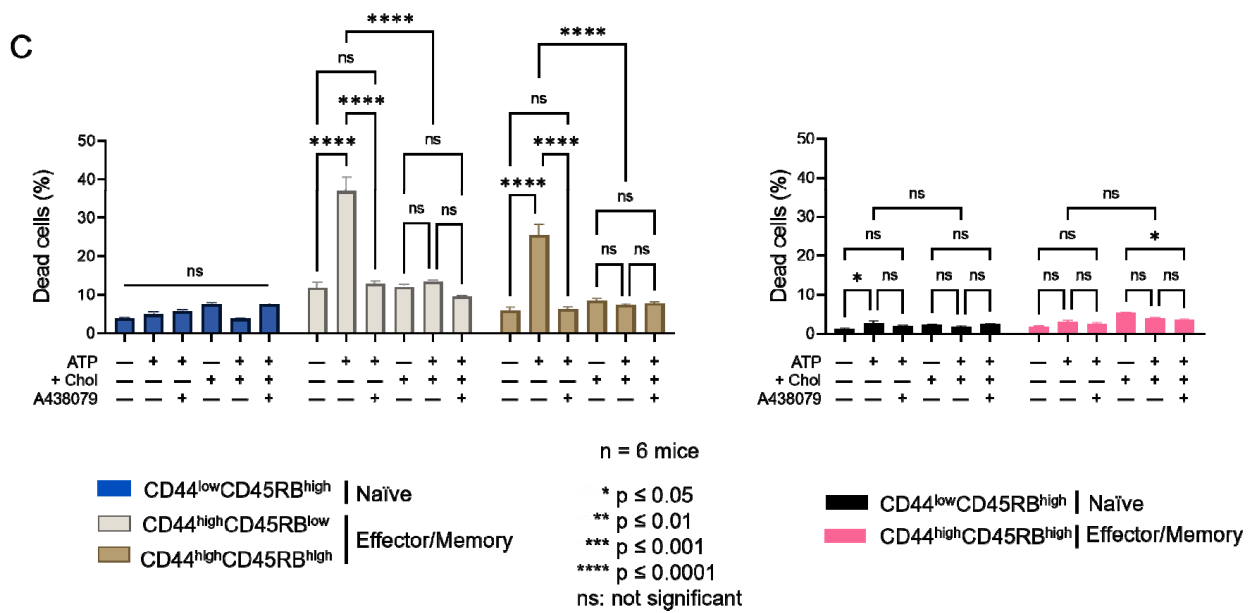 C
**** ****
ns ns
**** ****
**** ns **** ns
ns ns ns ns
ns
Dead cells (%)
50
40
30
20
10
0
ATP — + + — + + — + + — + + — + + — + +
+ Chol — — — + + + — — — + + + — — — + + +
A438079 — — + — — + — — + — — + — — + — — +
Dead cells (%)
50
40
30
20
10
0
ns ns
ns ns ns *
* ns ns ns ns ns ns ns
ATP — + + — + + — + + — + +
+ Chol — — — + + + — — — + + +
A438079 — — + — — + — — + — — +
n = 6 mice
CD44lowCD45RBhigh | Naïve
CD44highCD45RBlow
CD44highCD45RBhigh | Effector/Memory
* p ≤ 0.05
** p ≤ 0.01
*** p ≤ 0.001
**** p ≤ 0.0001
ns: not significant
CD44lowCD45RBhigh | Naïve
CD44highCD45RBhigh | Effector/Memory